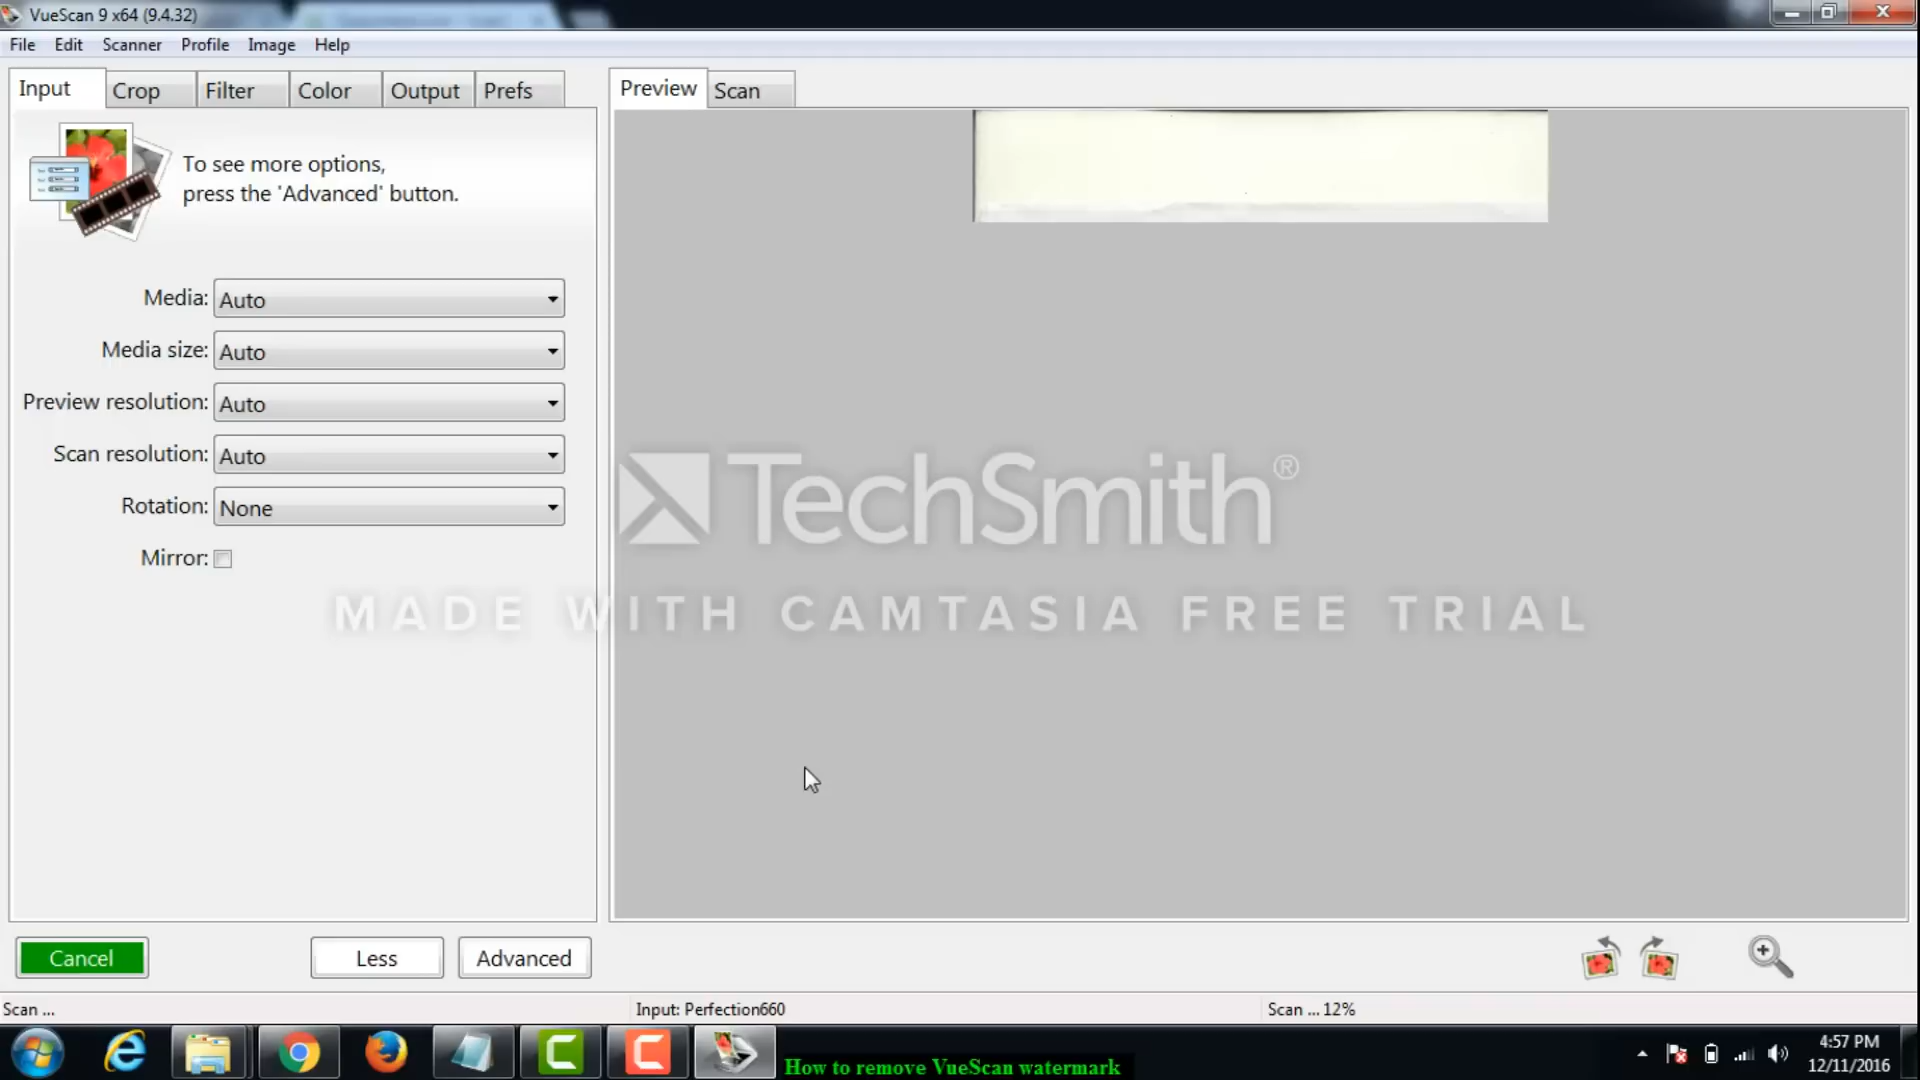 VueScan 9 x64 (9.4.32)
File Edit Scanner Profile Image Help
Input Crop Filter Color Output Prefs
Preview Scan
To see more options,
press the 'Advanced' button.
Media: Auto
Media size: Auto
Preview resolution: Auto
Scan resolution: Auto
Rotation: None
Mirror:
TechSmith®
MADE WITH CAMTASIA FREE TRIAL
Cancel Less Advanced
Scan ... Input: Perfection660 Scan ... 12%
4:57 PM
12/11/2016
How to remove VueScan watermark